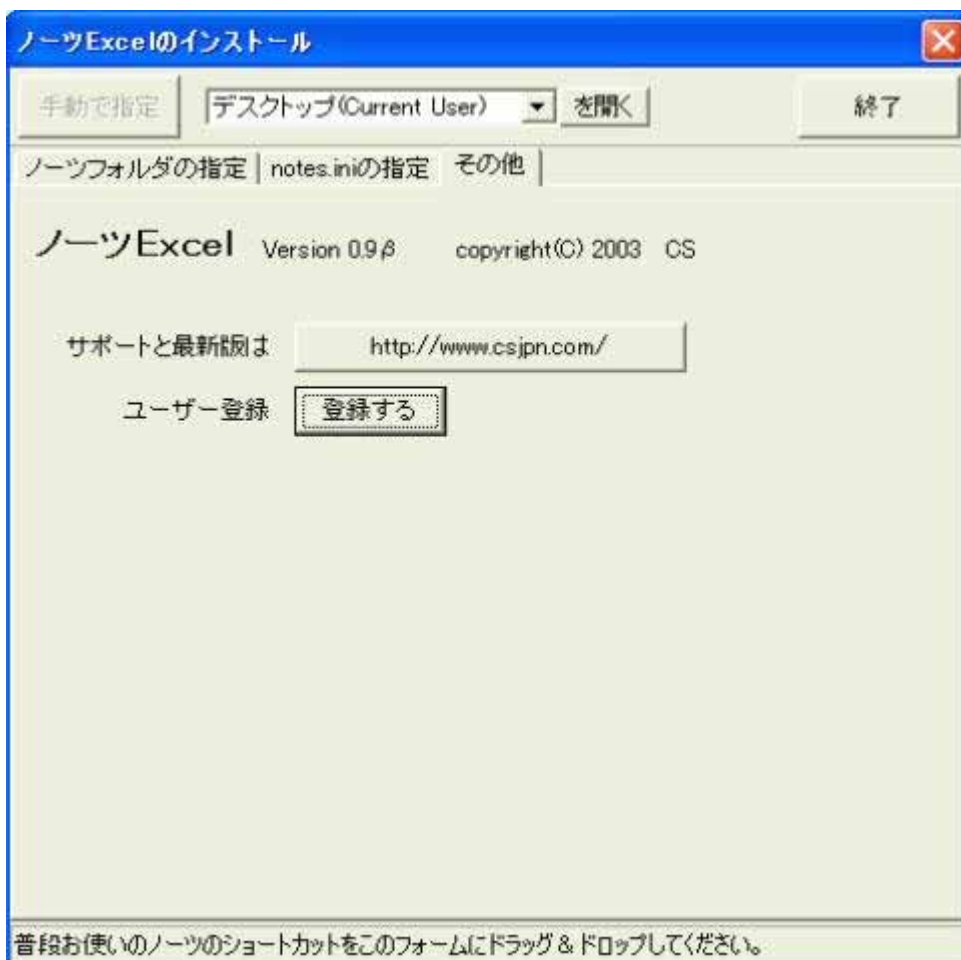 ノーツExcelのインストール
手動で指定 デスクトップ(Current User) を開く 終了
ノーツフォルダの指定 notes.iniの指定 その他
ノーツExcel Version 0.9β copyright(C) 2003 CS
サポートと最新版は http://www.csjpn.com/
ユーザー登録 登録する
普段お使いのノーツのショートカットをこのフォームにドラッグ＆ドロップしてください。